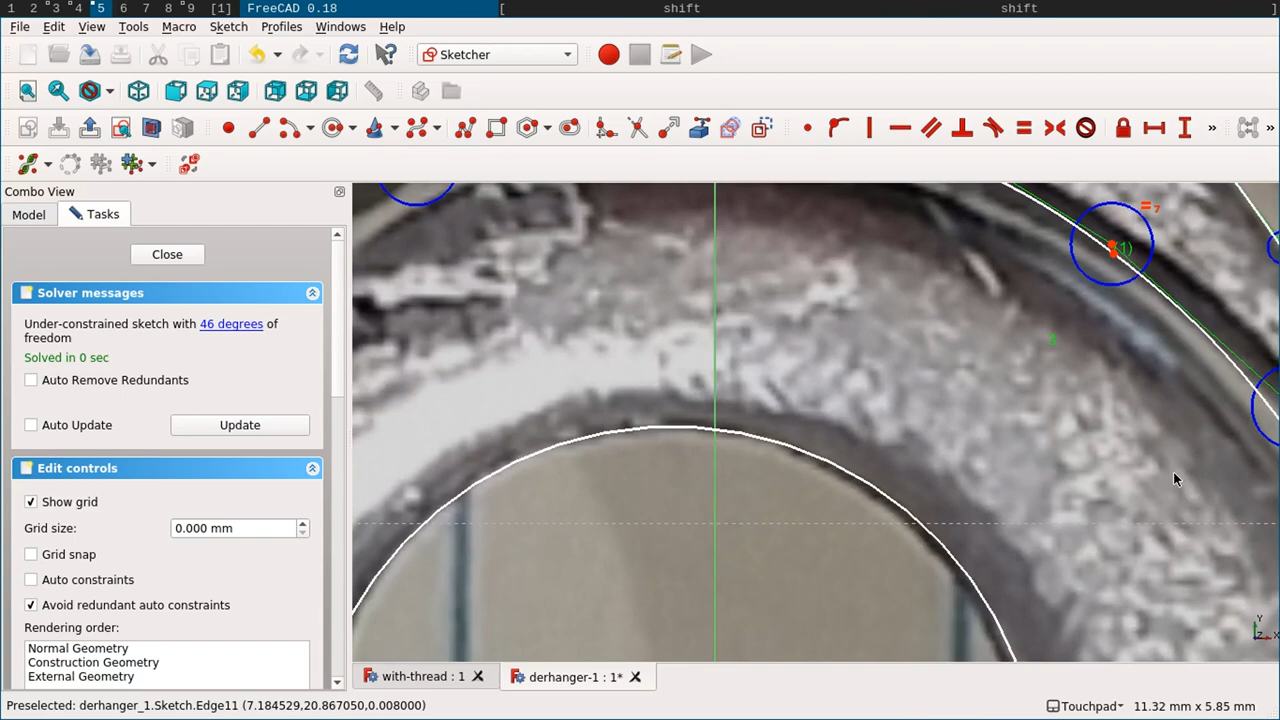 1 2 3 4 5 6 7 8 9 [1] FreeCAD 0.18 [ shift shift ]
File Edit View Tools Macro Sketch Profiles Windows Help
Sketcher
» »
Combo View
Model Tasks
Close
Solver messages
Under-constrained sketch with 46 degrees of
freedom
Solved in 0 sec
Auto Remove Redundants
Auto Update Update
Edit controls
Show grid
Grid size: 0.000 mm
Grid snap
Auto constraints
Avoid redundant auto constraints
Rendering order:
Normal Geometry
Construction Geometry
External Geometry
=7
(1)
Y
Z X
with-thread : 1 derhanger-1 : 1*
Preselected: derhanger_1.Sketch.Edge11 (7.184529,20.867050,0.008000) Touchpad 11.32 mm x 5.85 mm